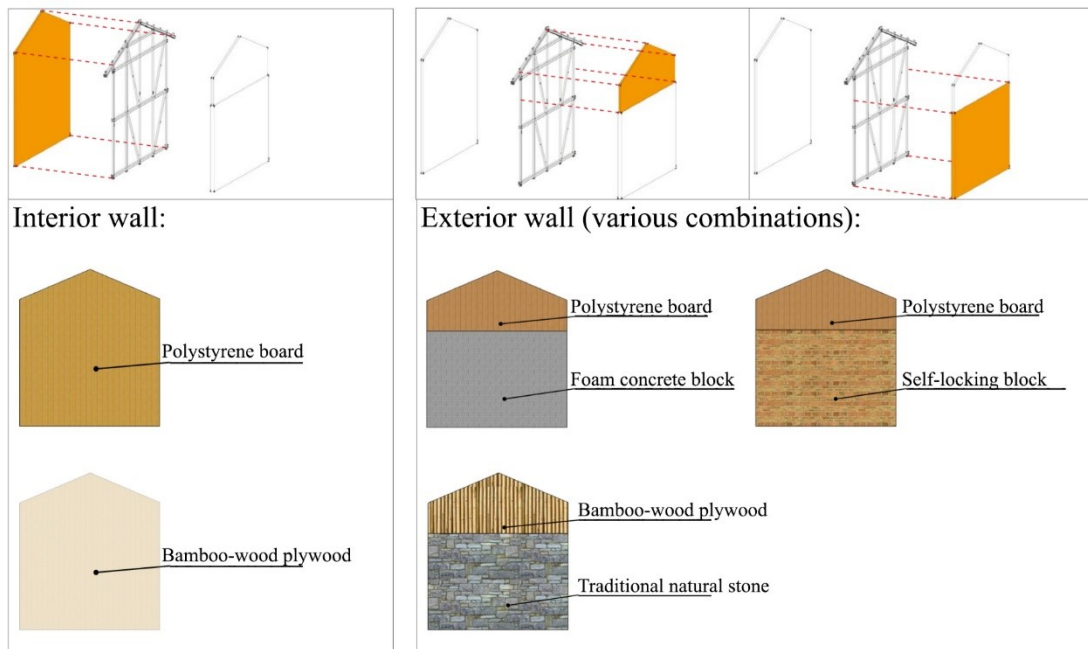 Interior wall:
Polystyrene board
Bamboo-wood plywood
Exterior wall (various combinations):
Polystyrene board
Foam concrete block
Polystyrene board
Self-locking block
Bamboo-wood plywood
Traditional natural stone